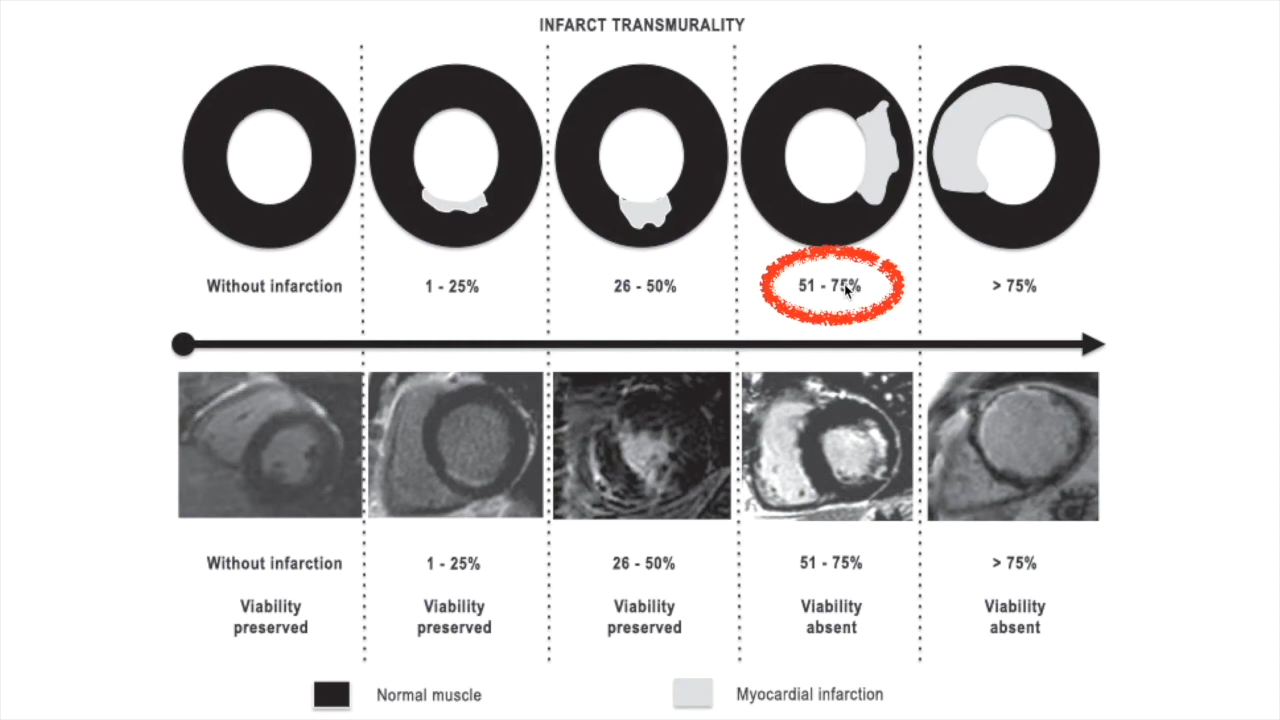 INFARCT TRANSMURALITY
Without infarction
1 - 25%
26 - 50%
51 - 75%
> 75%
Without infarction
1 - 25%
26 - 50%
51 - 75%
> 75%
Viability
preserved
Viability
preserved
Viability
preserved
Viability
absent
Viability
absent
Normal muscle
Myocardial infarction